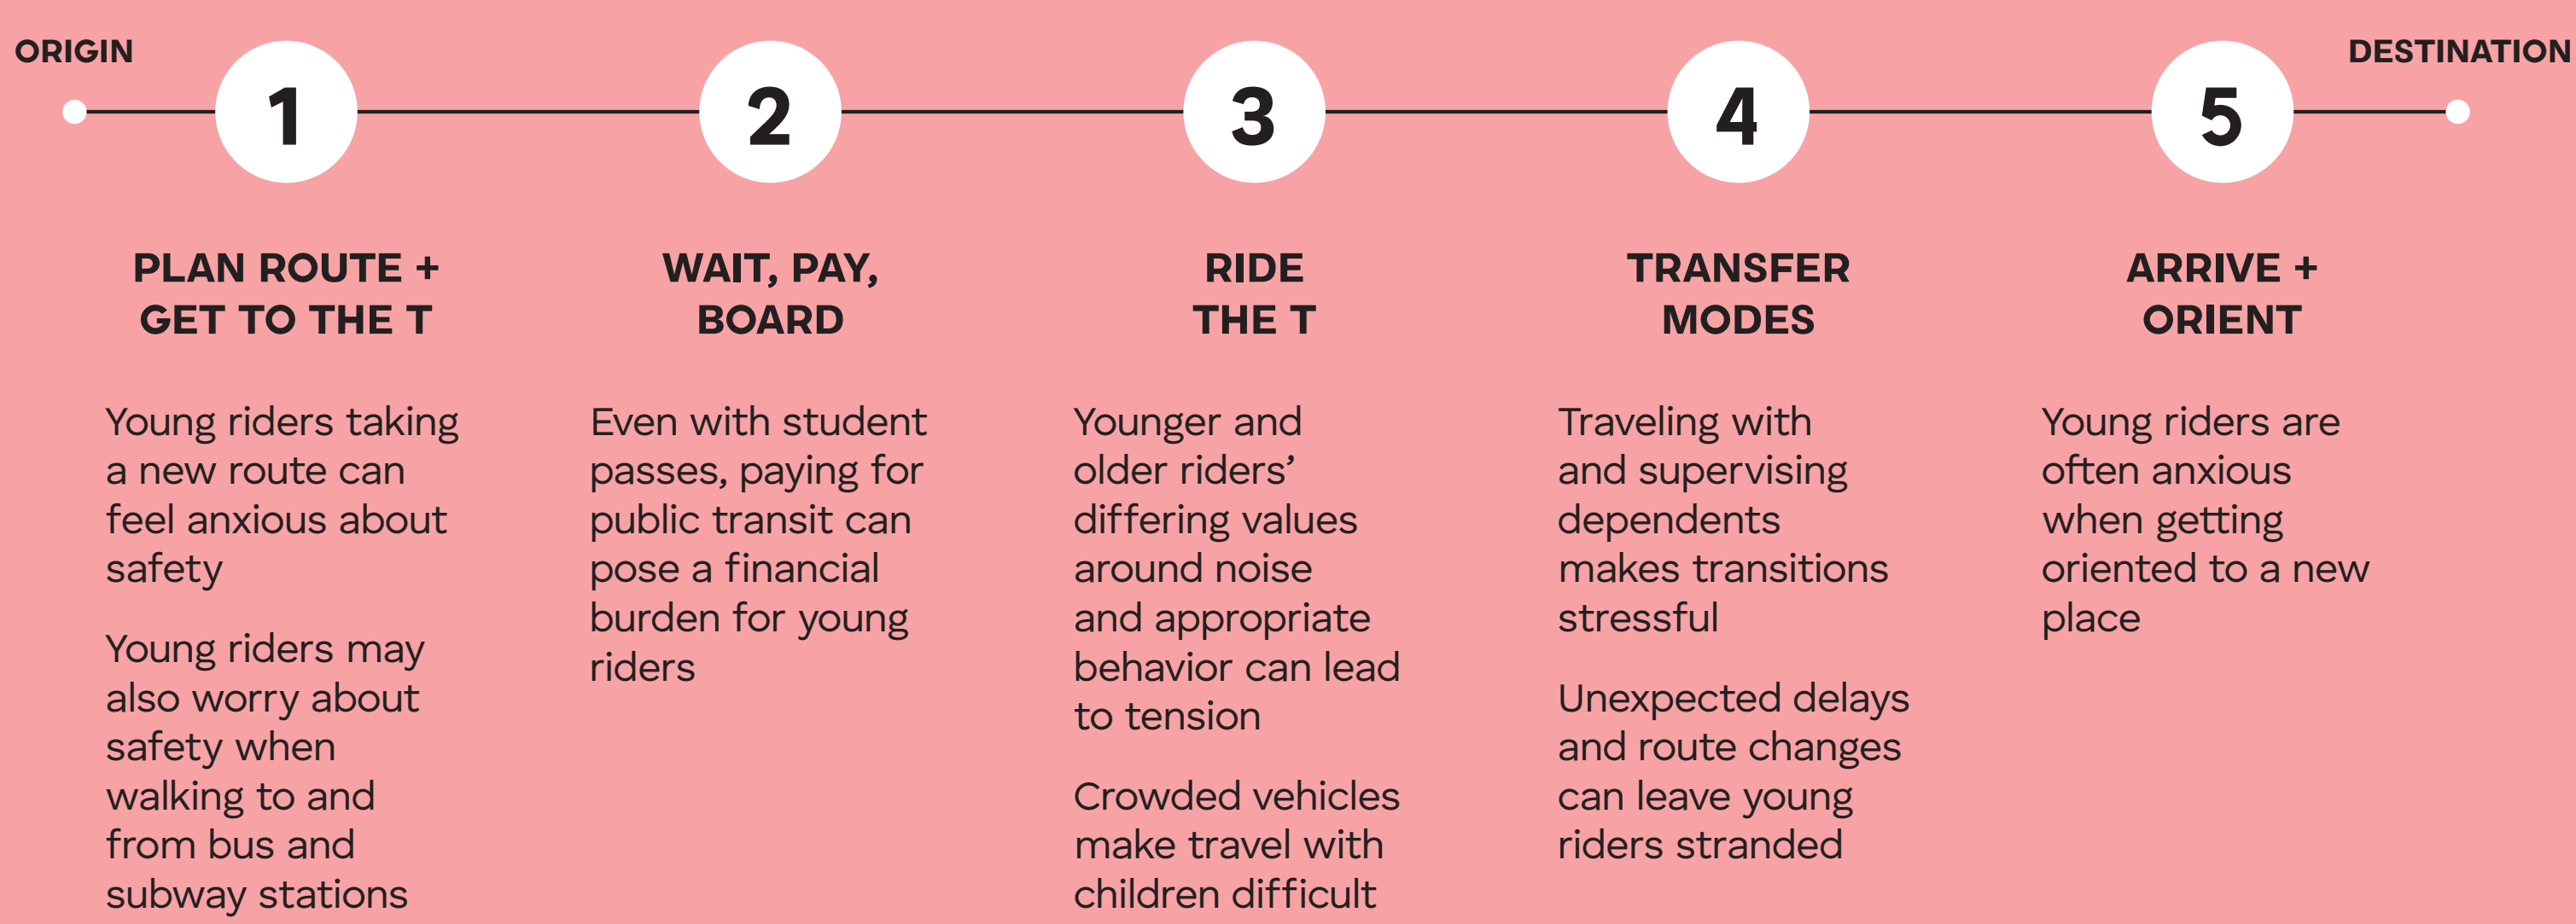 ORIGIN
DESTINATION
1
PLAN ROUTE +
GET TO THE T
Young riders taking
a new route can
feel anxious about
safety
Young riders may
also worry about
safety when
walking to and
from bus and
subway stations
2
WAIT, PAY,
BOARD
Even with student
passes, paying for
public transit can
pose a financial
burden for young
riders
3
RIDE
THE T
Younger and
older riders’
differing values
around noise
and appropriate
behavior can lead
to tension
Crowded vehicles
make travel with
children difficult
4
TRANSFER
MODES
Traveling with
and supervising
dependents
makes transitions
stressful
Unexpected delays
and route changes
can leave young
riders stranded
5
ARRIVE +
ORIENT
Young riders are
often anxious
when getting
oriented to a new
place